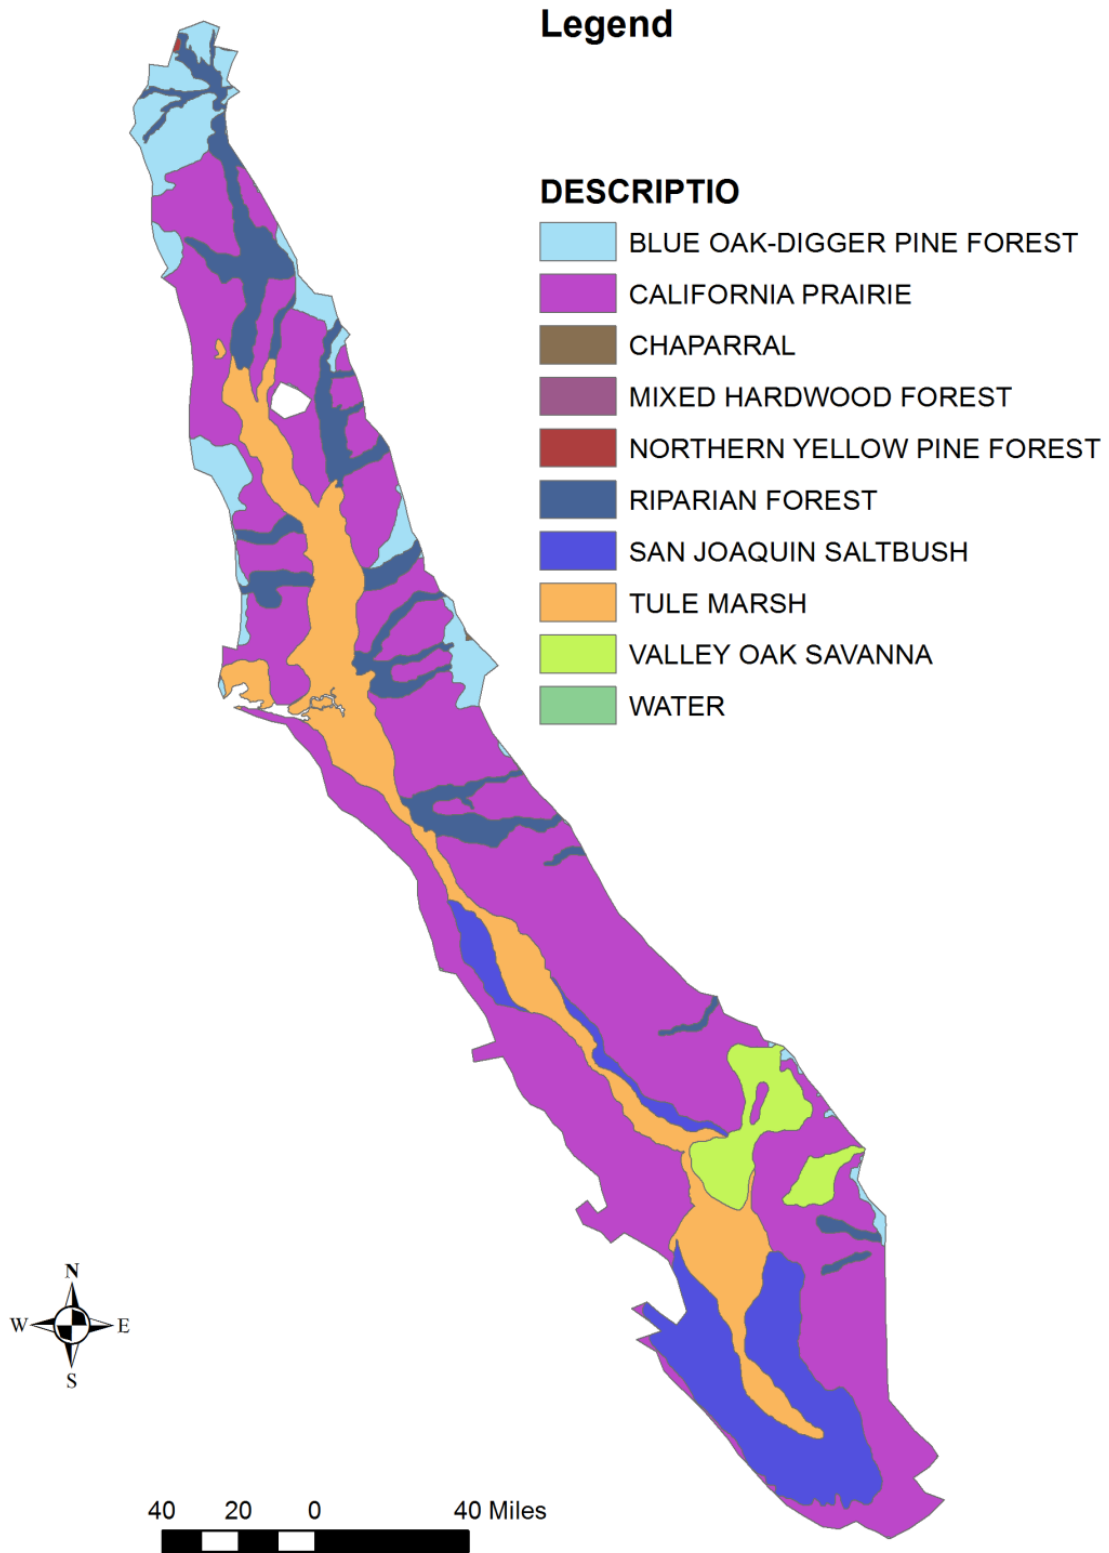 Legend
DESCRIPTIO
BLUE OAK-DIGGER PINE FOREST
CALIFORNIA PRAIRIE
CHAPARRAL
MIXED HARDWOOD FOREST
NORTHERN YELLOW PINE FOREST
RIPARIAN FOREST
SAN JOAQUIN SALTBUSH
TULE MARSH
VALLEY OAK SAVANNA
WATER
N
W E
S
40 20 0 40 Miles